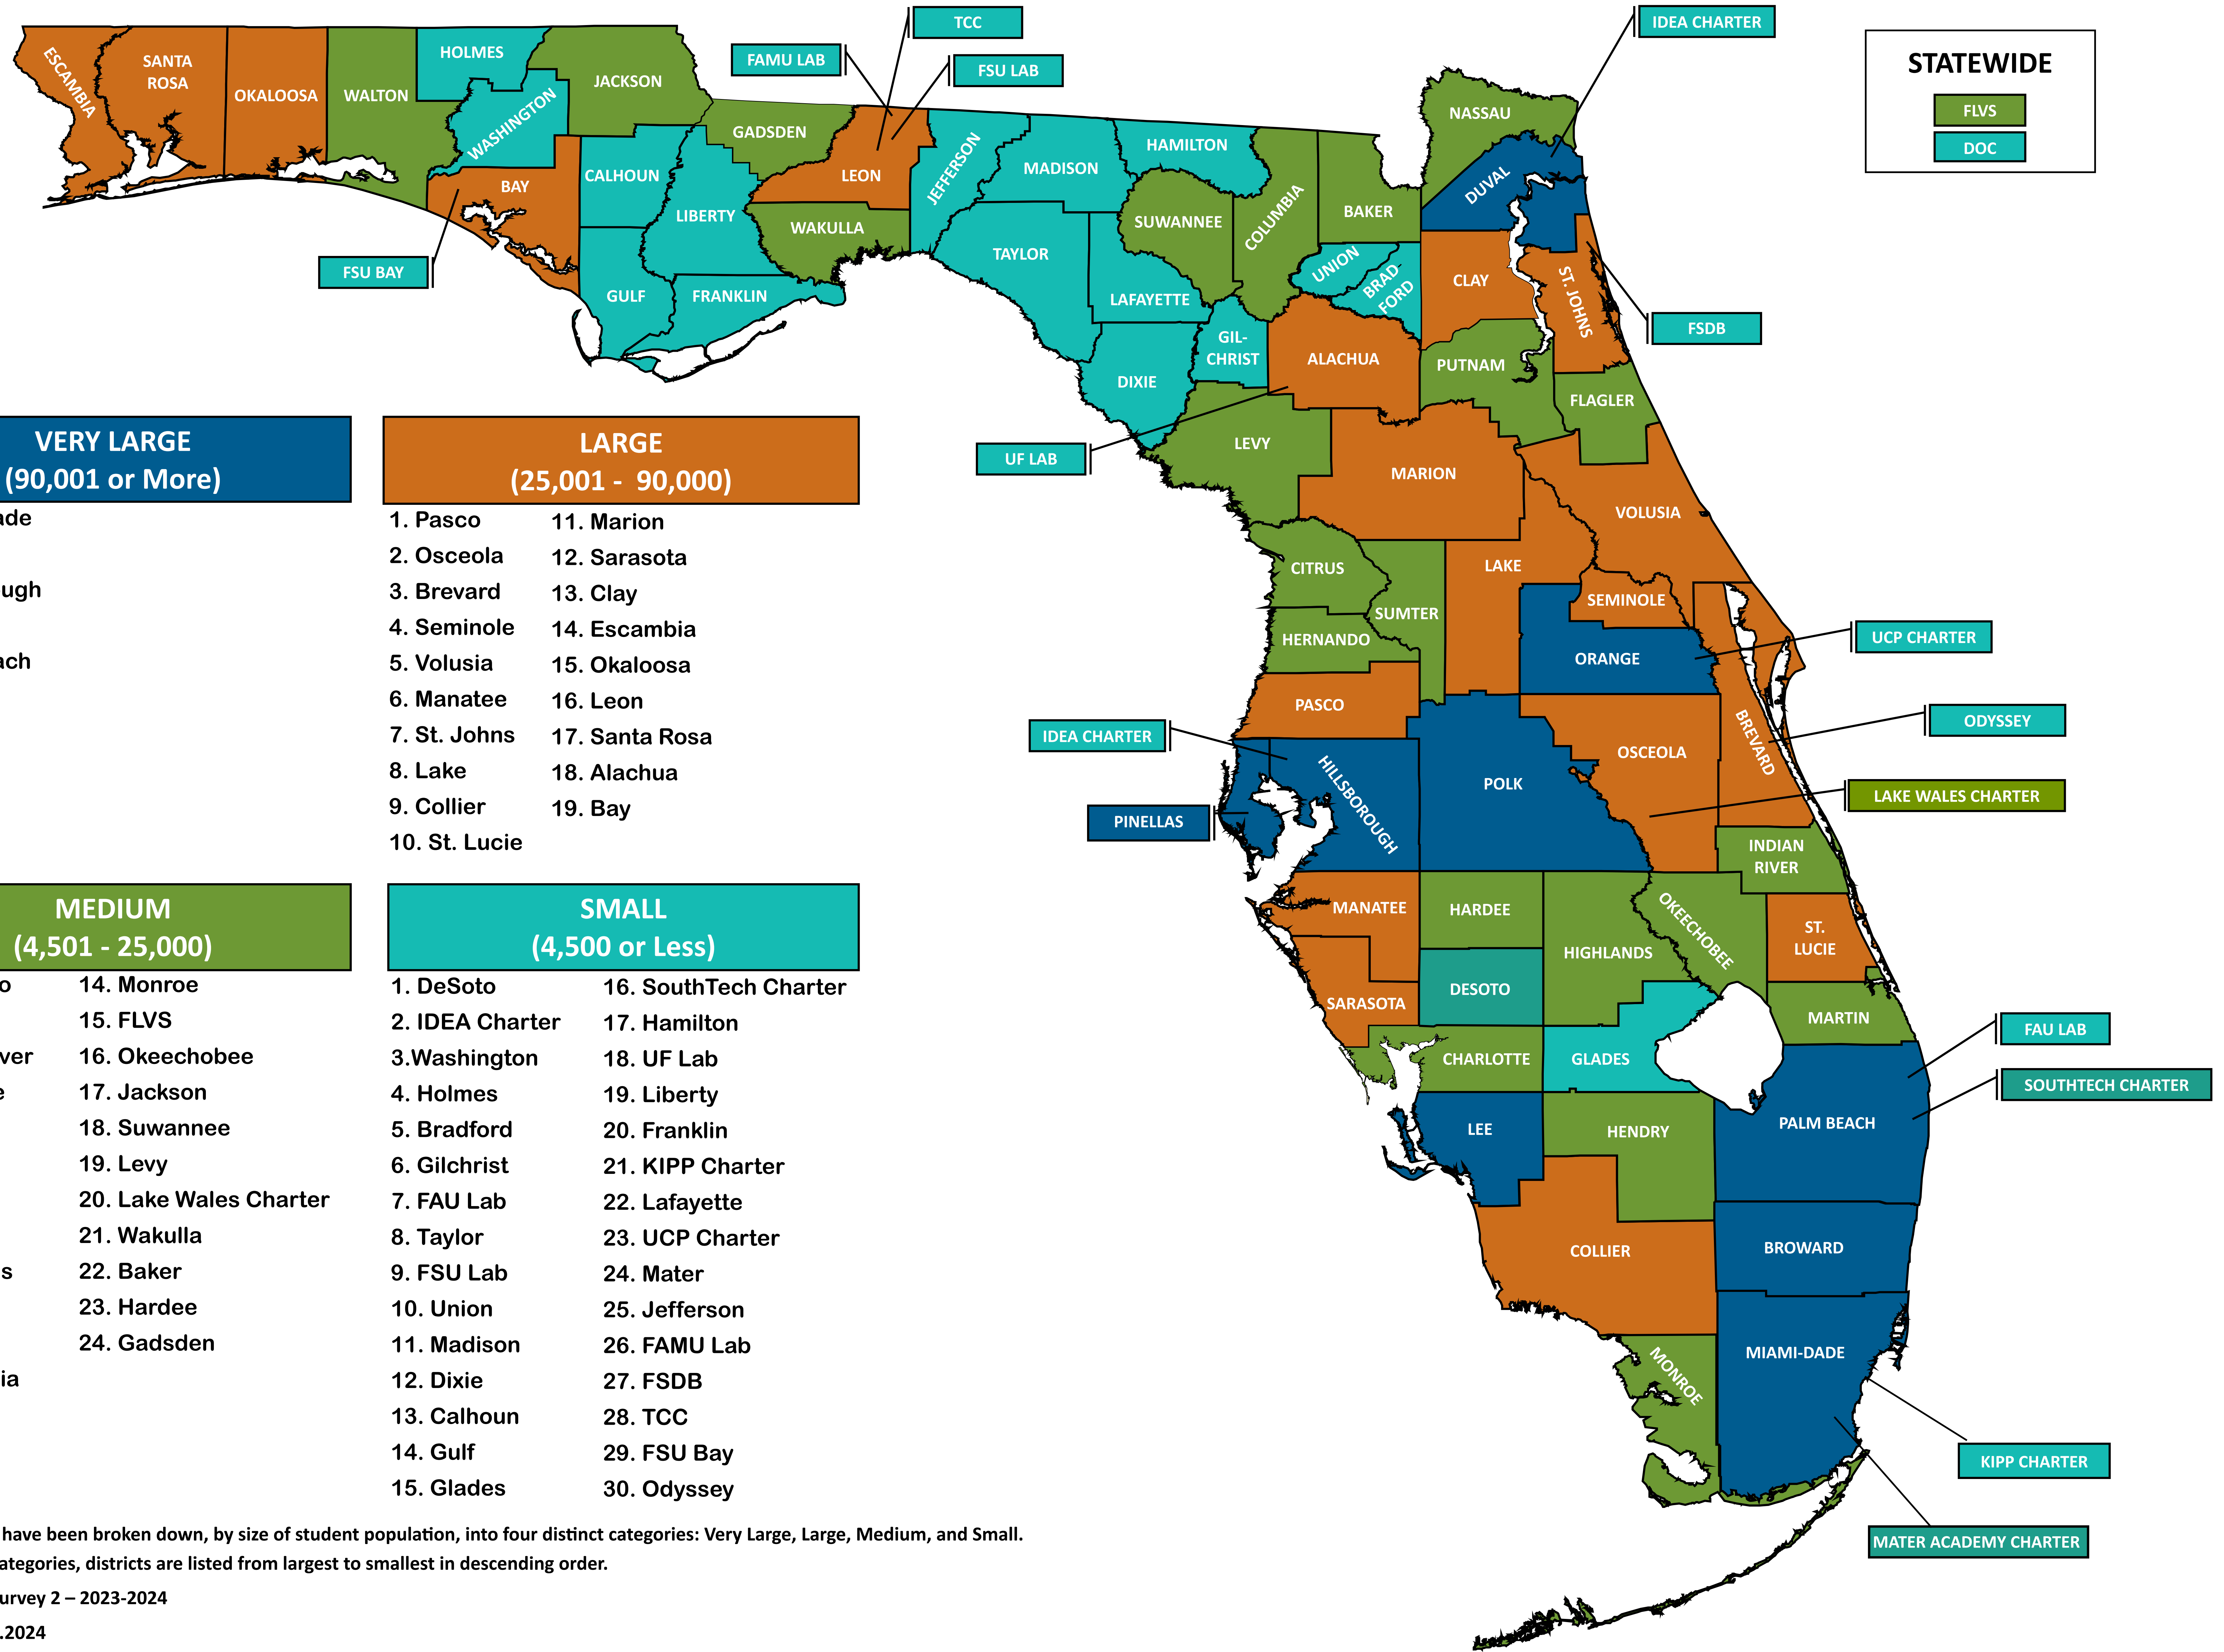 TCC
IDEA CHARTER
FAMU LAB
FSU LAB
STATEWIDE
FLVS
DOC
ESCAMBIA
SANTA
ROSA
OKALOOSA
WALTON
HOLMES
WASHINGTON
JACKSON
GADSDEN
LEON
JEFFERSON
MADISON
HAMILTON
NASSAU
DUVAL
BAY
CALHOUN
LIBERTY
WAKULLA
TAYLOR
SUWANNEE
COLUMBIA
BAKER
FSU BAY
GULF
FRANKLIN
LAFAYETTE
UNION
BRAD-
FORD
CLAY
ST. JOHNS
FSDB
DIXIE
GIL-
CHRIST
ALACHUA
PUTNAM
FLAGLER
UF LAB
LEVY
MARION
VOLUSIA
CITRUS
SUMTER
LAKE
SEMINOLE
HERNANDO
ORANGE
UCP CHARTER
PASCO
IDEA CHARTER
OSCEOLA
BREVARD
ODYSSEY
PINELLAS
HILLSBOROUGH
POLK
LAKE WALES CHARTER
INDIAN
RIVER
MANATEE
HARDEE
HIGHLANDS
OKEECHOBEE
ST.
LUCIE
SARASOTA
DESOTO
MARTIN
CHARLOTTE
GLADES
FAU LAB
SOUTHTECH CHARTER
LEE
HENDRY
PALM BEACH
COLLIER
BROWARD
MONROE
MIAMI-DADE
KIPP CHARTER
MATER ACADEMY CHARTER
VERY LARGE
(90,001 or More)
ade
ugh
ach
LARGE
(25,001 - 90,000)
1. Pasco
2. Osceola
3. Brevard
4. Seminole
5. Volusia
6. Manatee
7. St. Johns
8. Lake
9. Collier
10. St. Lucie
11. Marion
12. Sarasota
13. Clay
14. Escambia
15. Okaloosa
16. Leon
17. Santa Rosa
18. Alachua
19. Bay
MEDIUM
(4,501 - 25,000)
o
ver
e
s
ia
14. Monroe
15. FLVS
16. Okeechobee
17. Jackson
18. Suwannee
19. Levy
20. Lake Wales Charter
21. Wakulla
22. Baker
23. Hardee
24. Gadsden
SMALL
(4,500 or Less)
1. DeSoto
2. IDEA Charter
3.Washington
4. Holmes
5. Bradford
6. Gilchrist
7. FAU Lab
8. Taylor
9. FSU Lab
10. Union
11. Madison
12. Dixie
13. Calhoun
14. Gulf
15. Glades
16. SouthTech Charter
17. Hamilton
18. UF Lab
19. Liberty
20. Franklin
21. KIPP Charter
22. Lafayette
23. UCP Charter
24. Mater
25. Jefferson
26. FAMU Lab
27. FSDB
28. TCC
29. FSU Bay
30. Odyssey
have been broken down, by size of student population, into four distinct categories: Very Large, Large, Medium, and Small.
ategories, districts are listed from largest to smallest in descending order.
urvey 2 – 2023-2024
.2024